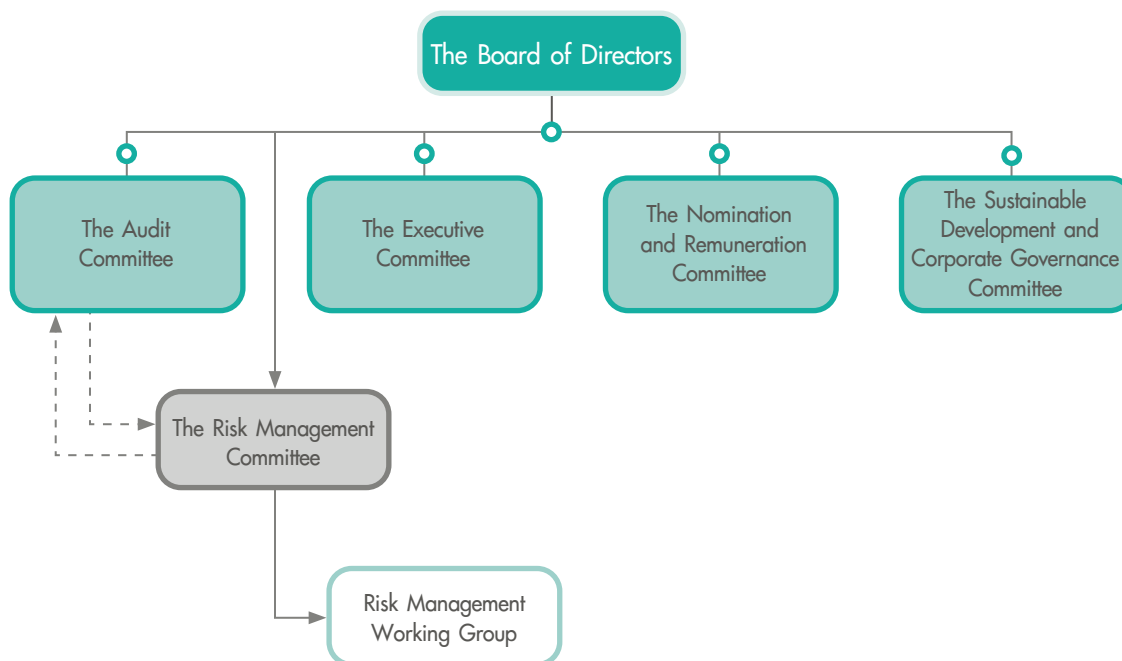 The Board of Directors
The Audit
Committee
The Executive
Committee
The Nomination
and Remuneration
Committee
The Sustainable
Development and
Corporate Governance
Committee
The Risk Management
Committee
Risk Management
Working Group